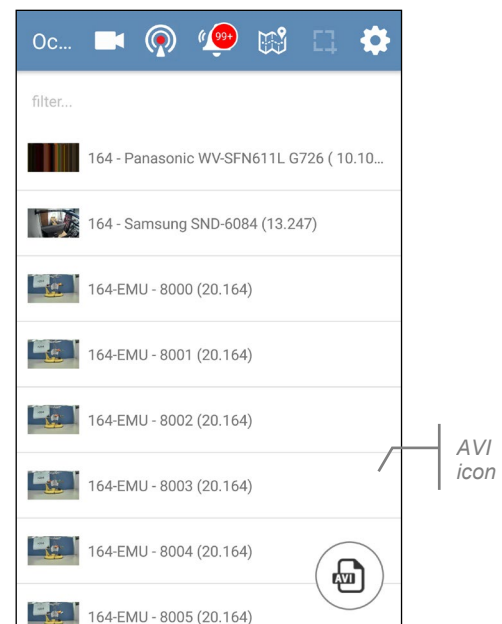 Oc...
99+
filter...
164 - Panasonic WV-SFN611L G726 ( 10.10...
164 - Samsung SND-6084 (13.247)
164-EMU - 8000 (20.164)
164-EMU - 8001 (20.164)
164-EMU - 8002 (20.164)
AVI
icon
164-EMU - 8003 (20.164)
164-EMU - 8004 (20.164)
AVI
164-EMU - 8005 (20.164)